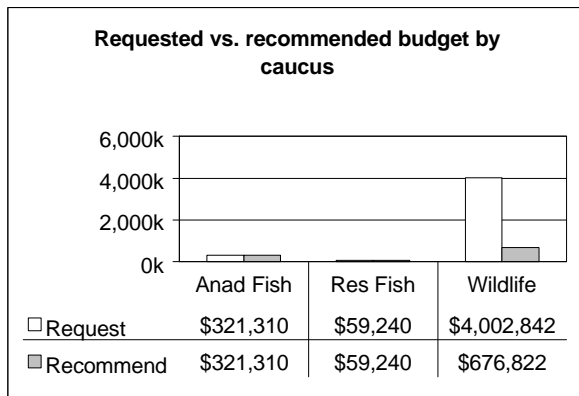 Requested vs. recommended budget by
caucus
6,000k
4,000k
2,000k
0k
Anad Fish Res Fish Wildlife
Request $321,310 $59,240 $4,002,842
Recommend $321,310 $59,240 $676,822